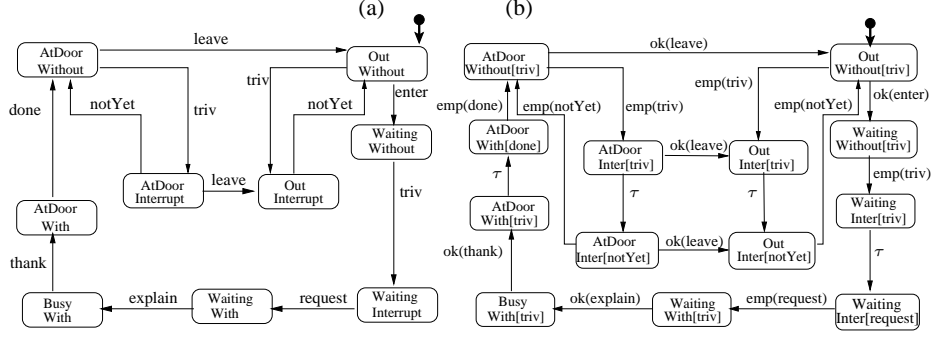 (a)
AtDoor
Without
leave
Out
Without
done
notYet
triv
triv
notYet
enter
Waiting
Without
triv
AtDoor
Interrupt
leave
Out
Interrupt
AtDoor
With
thank
Busy
With
explain
Waiting
With
request
Waiting
Interrupt
(b)
AtDoor
Without[triv]
ok(leave)
Out
Without[triv]
emp(done)
emp(notYet)
emp(triv)
emp(triv)
emp(notYet)
ok(enter)
AtDoor
With[done]
AtDoor
Inter[triv]
ok(leave)
Out
Inter[triv]
Waiting
Without[triv]
emp(triv)
τ
τ
τ
AtDoor
With[triv]
Waiting
Inter[triv]
ok(thank)
AtDoor
Inter[notYet]
ok(leave)
Out
Inter[notYet]
τ
Busy
With[triv]
ok(explain)
Waiting
With[triv]
emp(request)
Waiting
Inter[request]